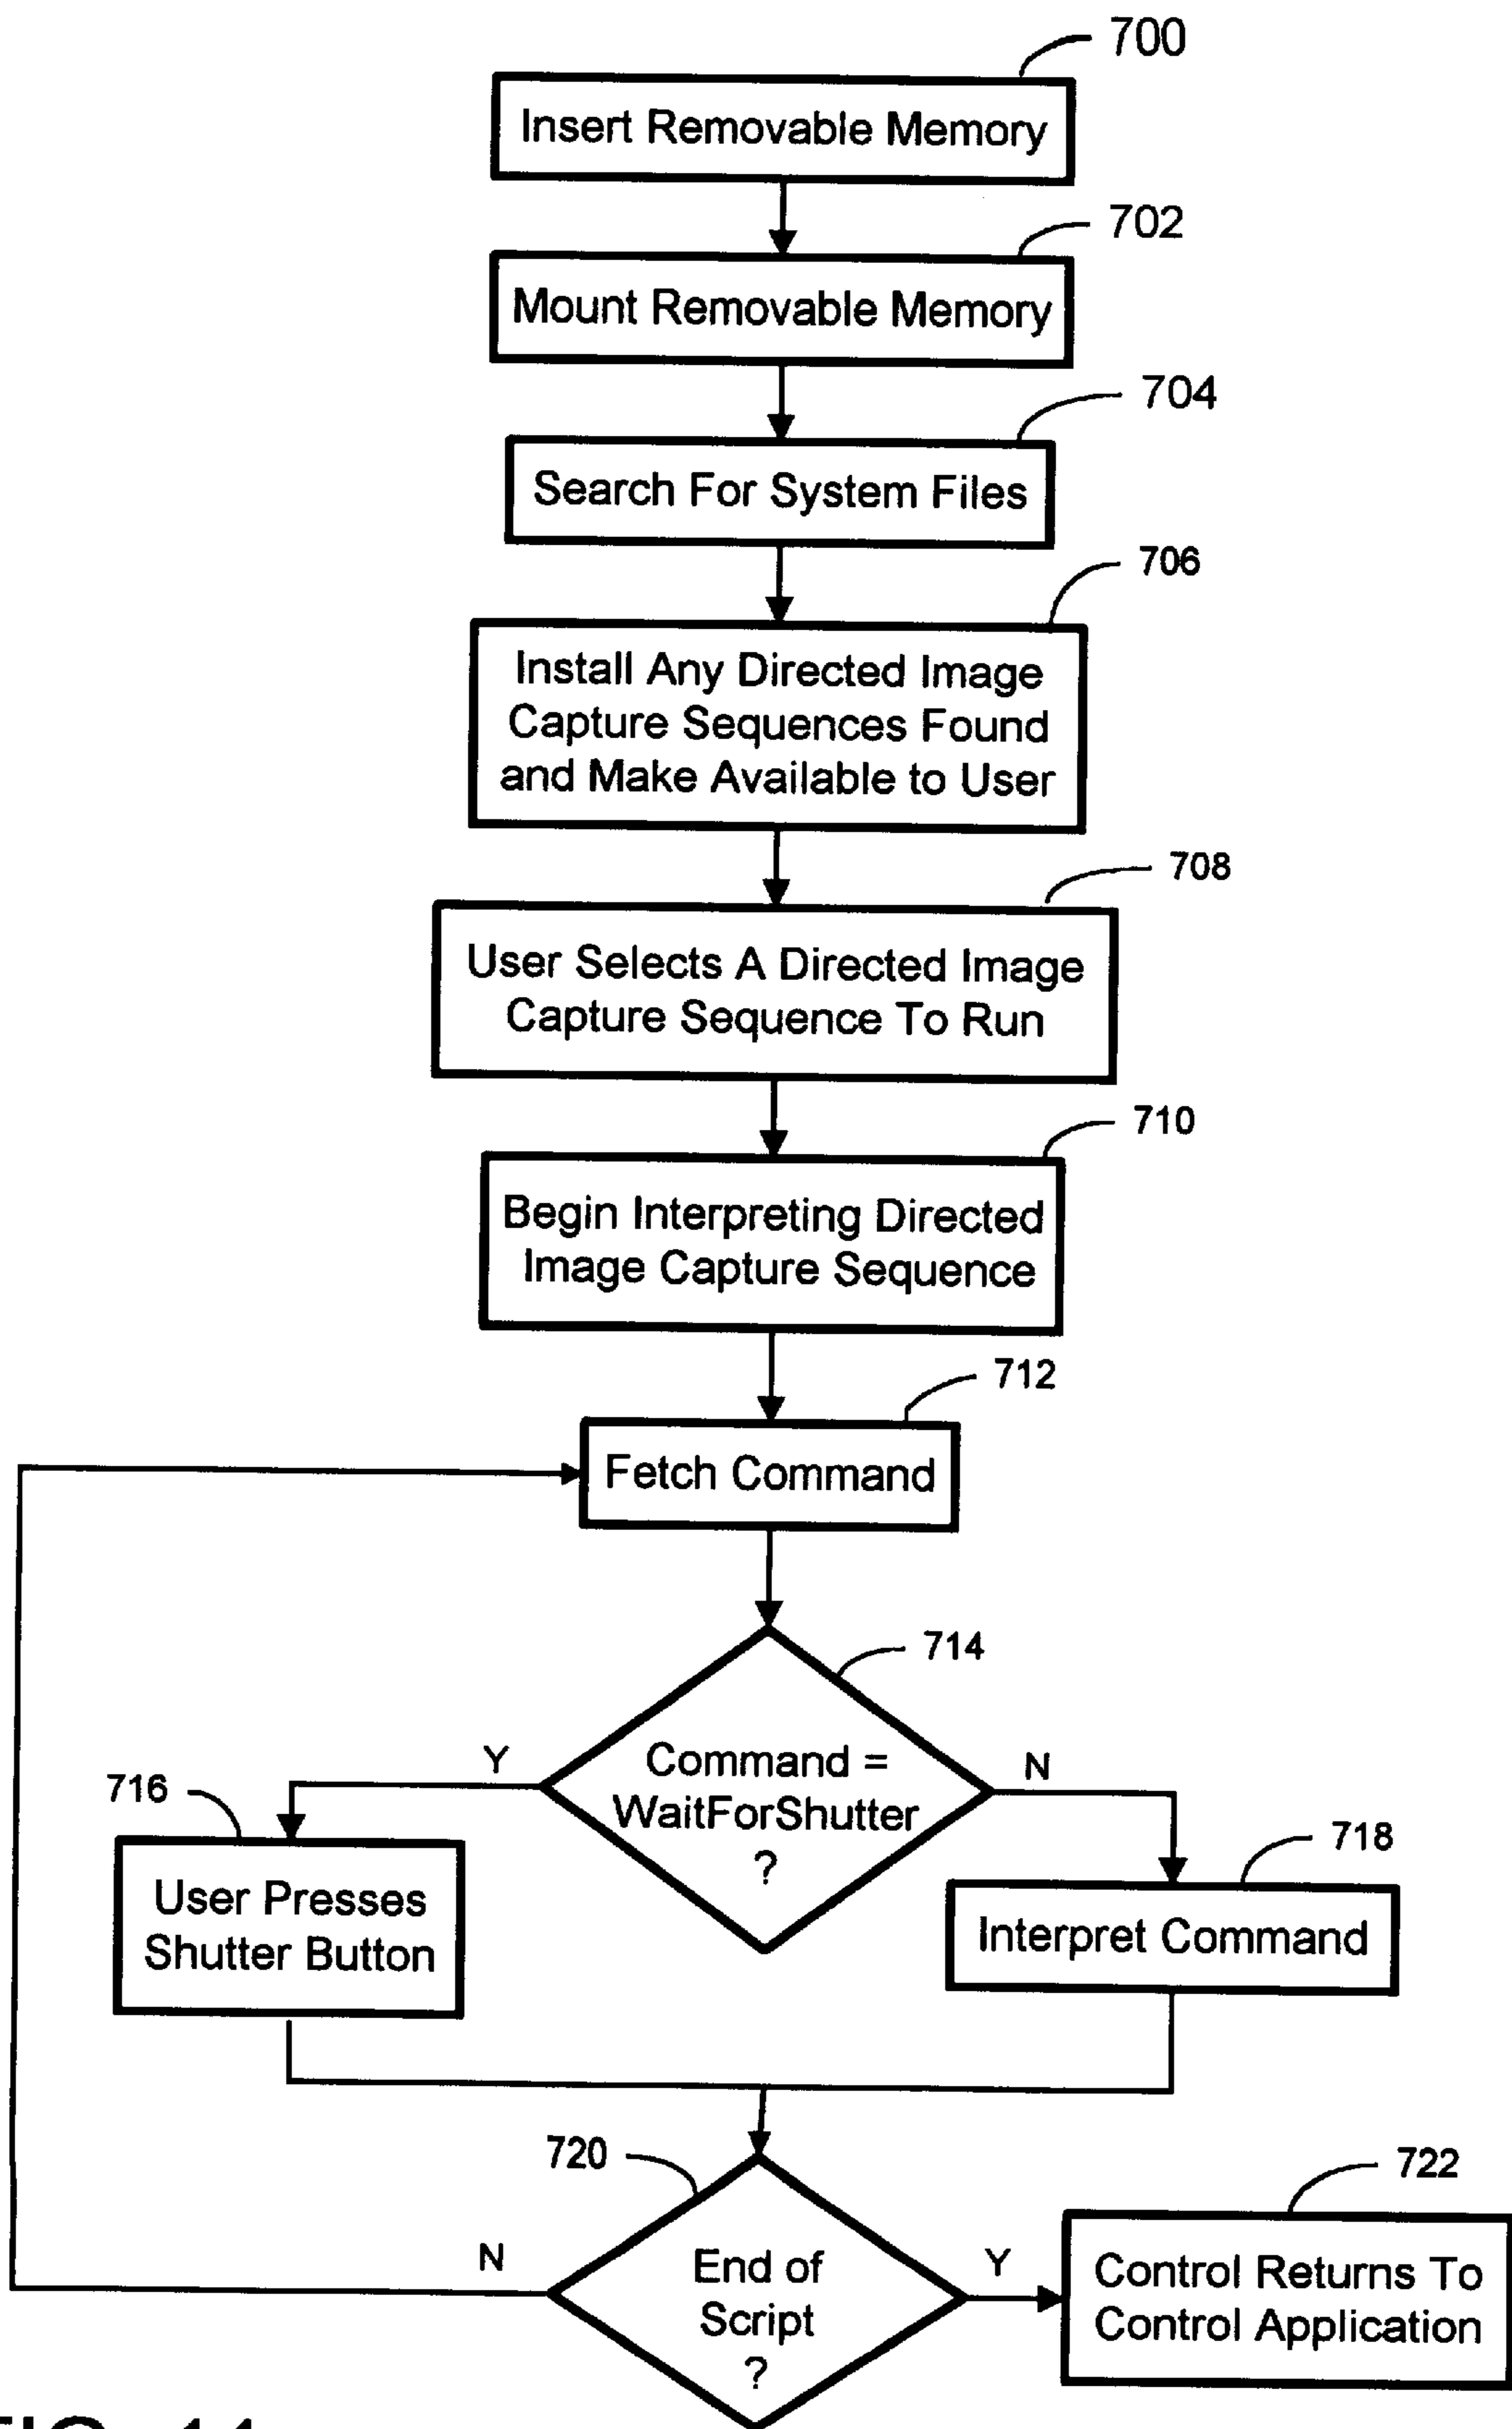 700
Insert Removable Memory
702
Mount Removable Memory
704
Search For System Files
706
Install Any Directed Image
Capture Sequences Found
and Make Available to User
708
User Selects A Directed Image
Capture Sequence To Run
710
Begin Interpreting Directed
Image Capture Sequence
712
Fetch Command
714
Command =
WaitForShutter
?
Y
N
716
User Presses
Shutter Button
718
Interpret Command
720
End of
Script
?
N
Y
722
Control Returns To
Control Application